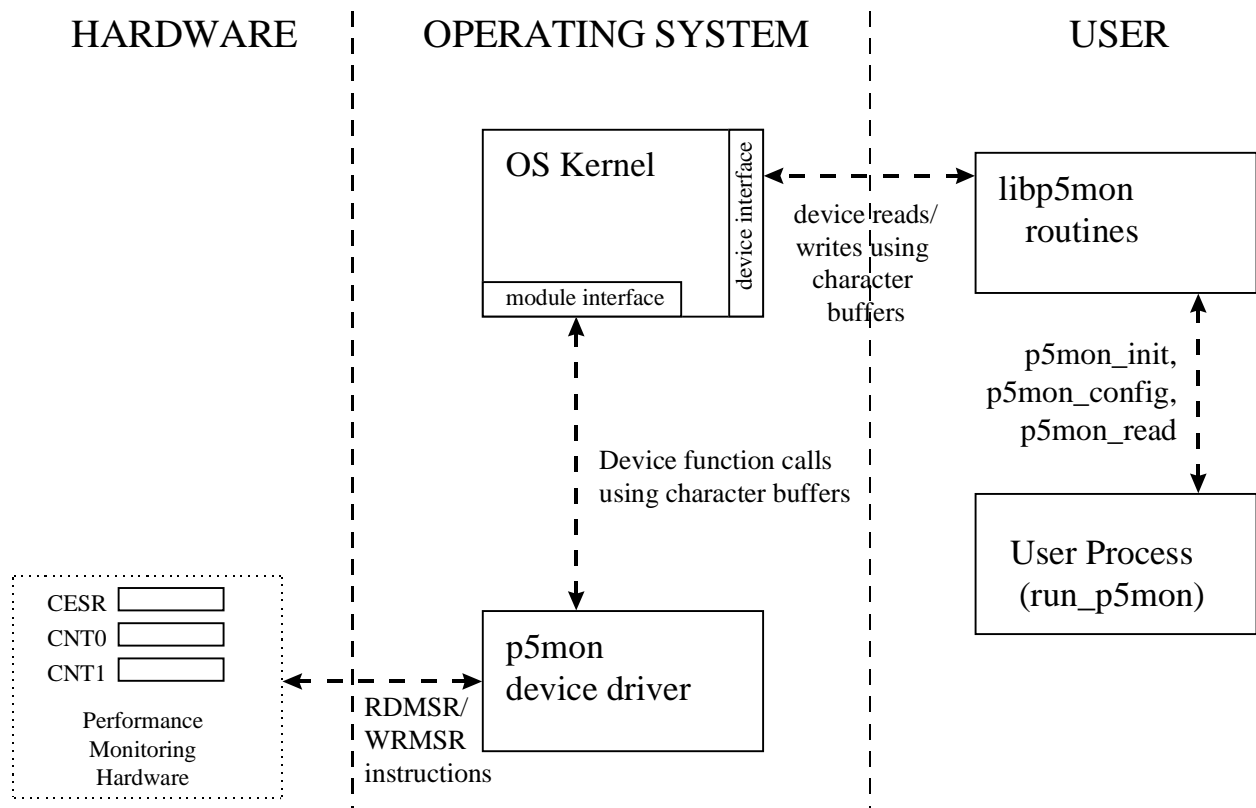 HARDWARE
OPERATING SYSTEM
USER
OS Kernel
device interface
module interface
device reads/
writes using
character
buffers
libp5mon
routines
p5mon_init,
p5mon_config,
p5mon_read
Device function calls
using character buffers
User Process
(run_p5mon)
CESR
CNT0
CNT1
Performance
Monitoring
Hardware
RDMSR/
WRMSR
instructions
p5mon
device driver